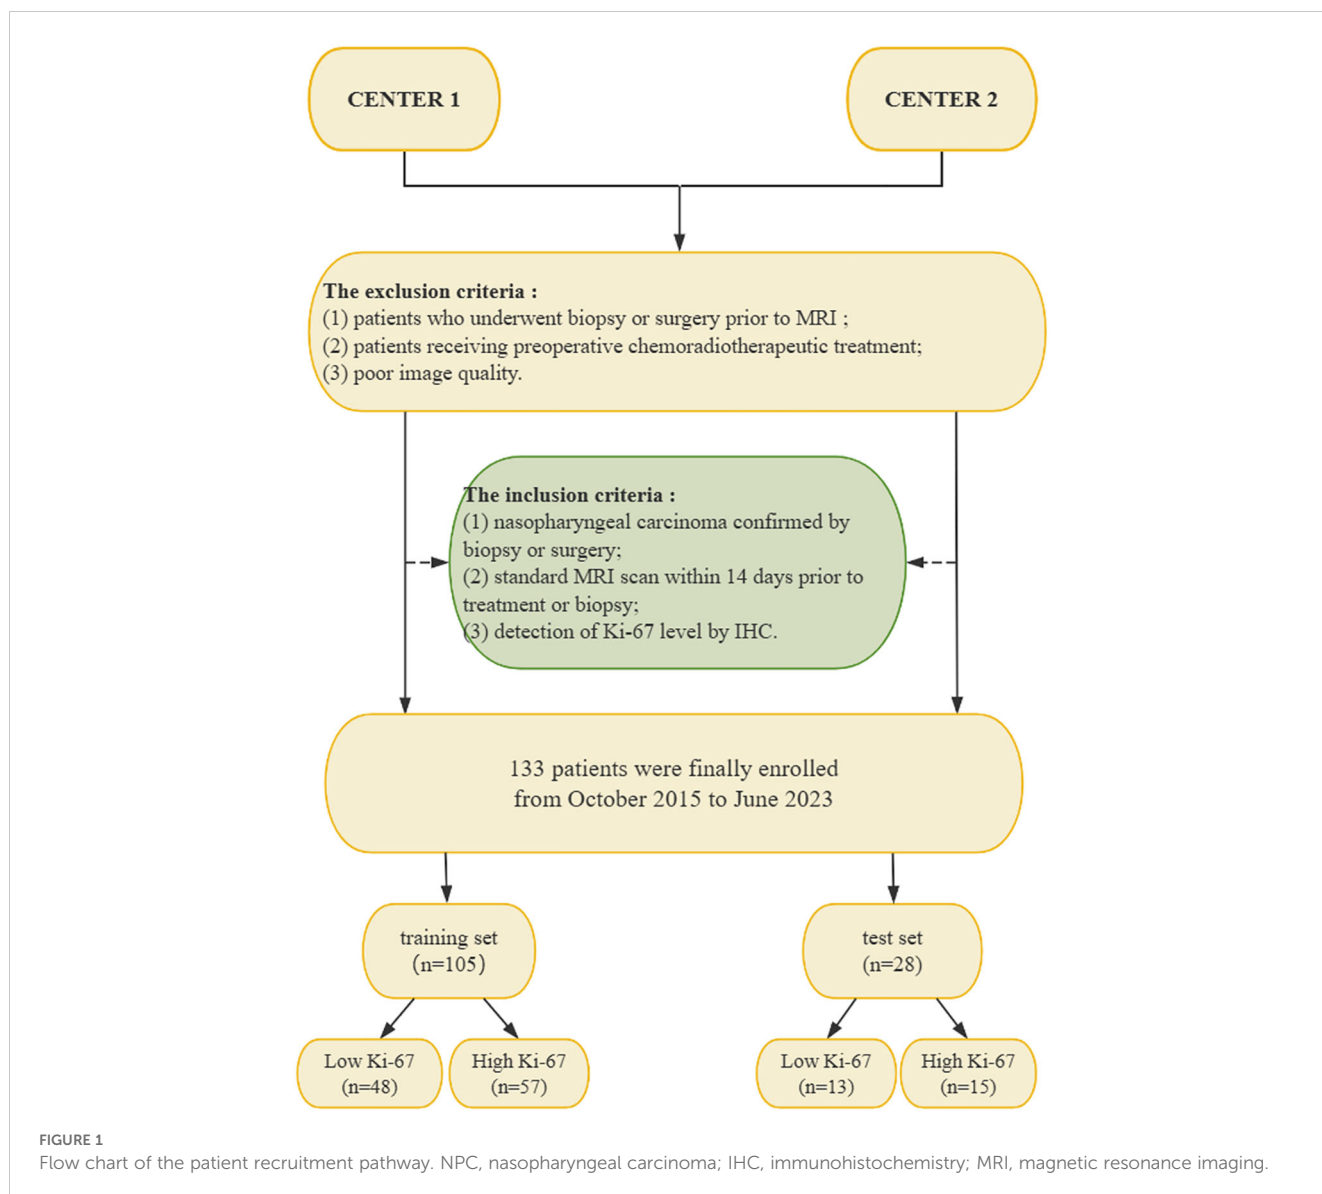 CENTER 1
CENTER 2
The exclusion criteria :
(1) patients who underwent biopsy or surgery prior to MRI ;
(2) patients receiving preoperative chemoradiotherapeutic treatment;
(3) poor image quality.
The inclusion criteria :
(1) nasopharyngeal carcinoma confirmed by
biopsy or surgery;
(2) standard MRI scan within 14 days prior to
treatment or biopsy;
(3) detection of Ki-67 level by IHC.
133 patients were finally enrolled
from October 2015 to June 2023
training set
(n=105)
test set
(n=28)
Low Ki-67
(n=48)
High Ki-67
(n=57)
Low Ki-67
(n=13)
High Ki-67
(n=15)
FIGURE 1
Flow chart of the patient recruitment pathway. NPC, nasopharyngeal carcinoma; IHC, immunohistochemistry; MRI, magnetic resonance imaging.